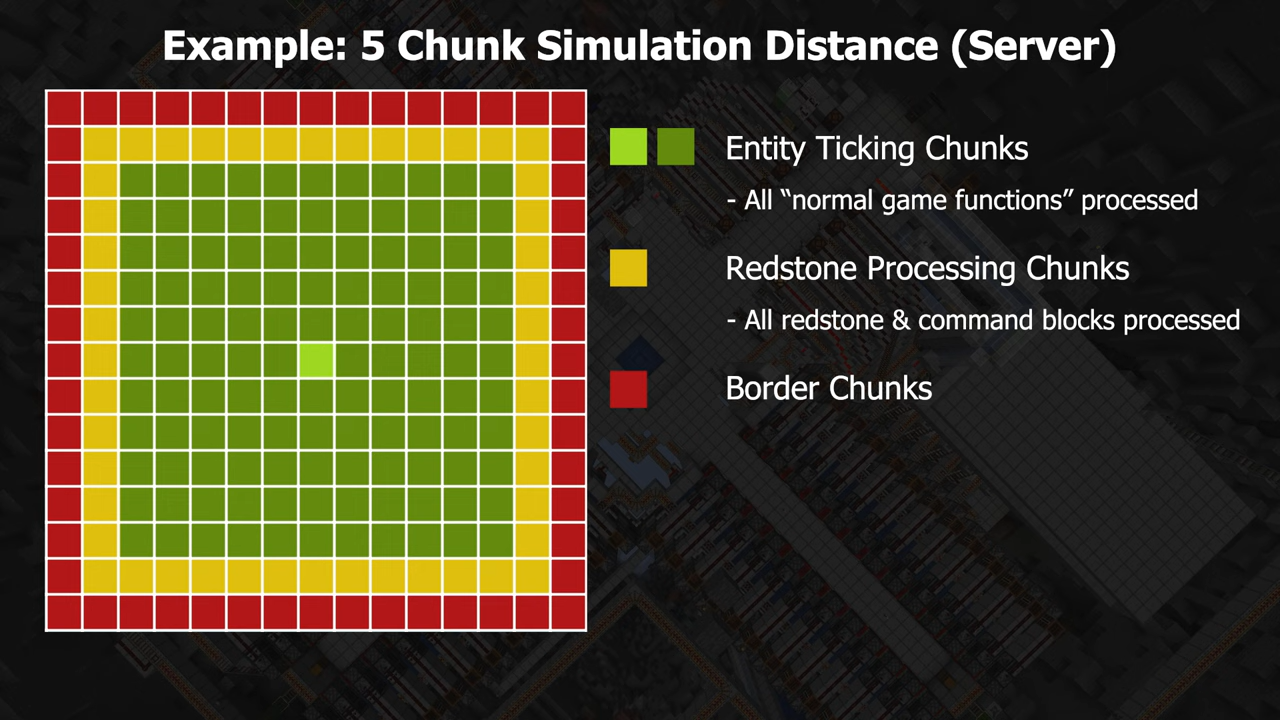 Example: 5 Chunk Simulation Distance (Server)
Entity Ticking Chunks
- All “normal game functions” processed
Redstone Processing Chunks
- All redstone & command blocks processed
Border Chunks